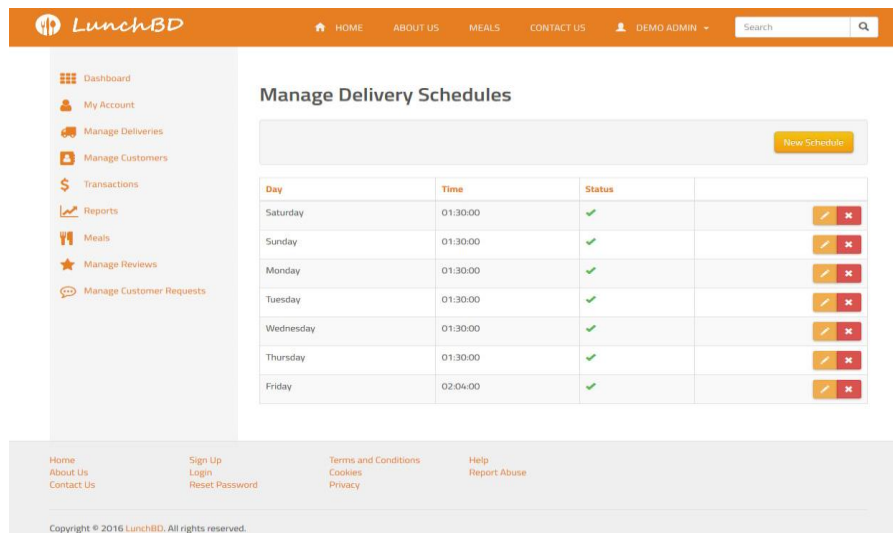 LunchBD
HOME ABOUT US MEALS CONTACT US DEMO ADMIN Search
Dashboard
My Account
Manage Deliveries
Manage Customers
Transactions
Reports
Meals
Manage Reviews
Manage Customer Requests
Manage Delivery Schedules
New Schedule
Day Time Status
Saturday 01:30:00
Sunday 01:30:00
Monday 01:30:00
Tuesday 01:30:00
Wednesday 01:30:00
Thursday 01:30:00
Friday 02:04:00
Home Sign Up Terms and Conditions Help
About Us Login Cookies Report Abuse
Contact Us Reset Password Privacy
Copyright © 2016 LunchBD. All rights reserved.